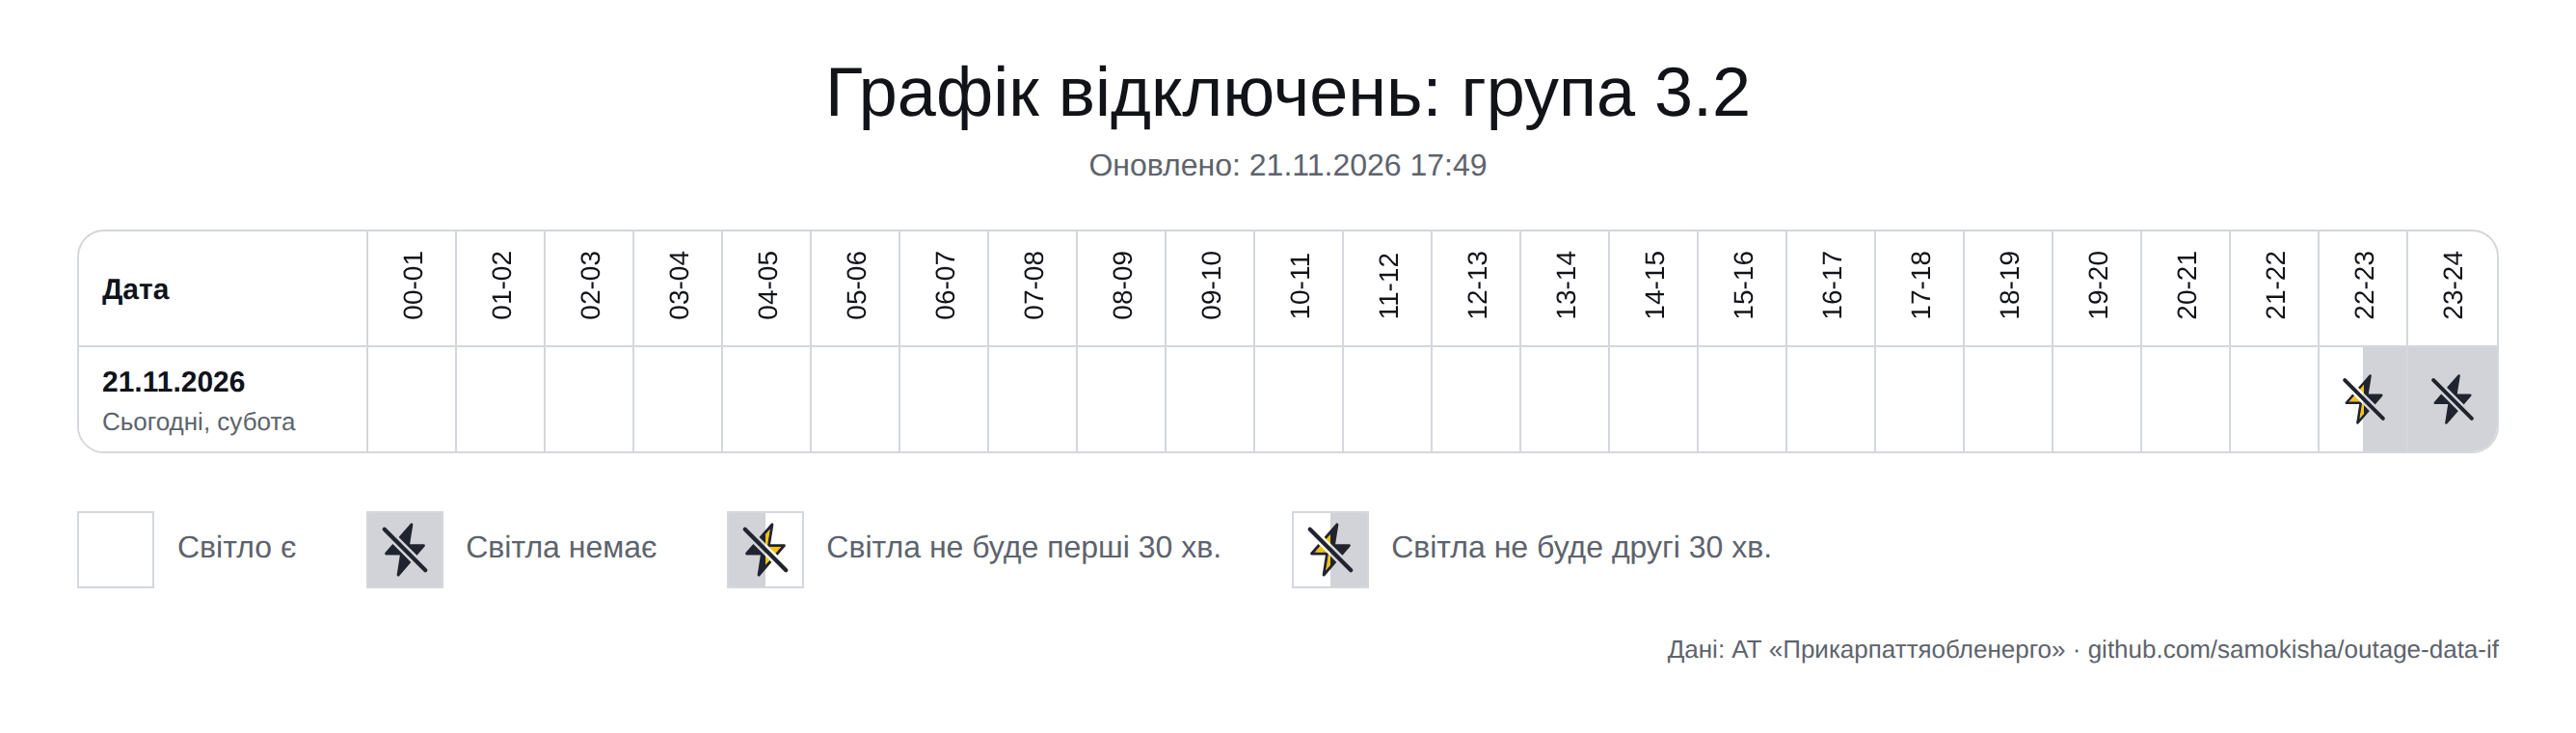 Графік відключень: група 3.2
Оновлено: 21.11.2026 17:49
Дата 00-01 01-02 02-03 03-04 04-05 05-06 06-07 07-08 08-09 09-10 10-11 11-12 12-13 13-14 14-15 15-16 16-17 17-18 18-19 19-20 20-21 21-22 22-23 23-24
21.11.2026
Сьогодні, субота
Світло є Світла немає Світла не буде перші 30 хв. Світла не буде другі 30 хв.
Дані: АТ «Прикарпаттяобленерго» · github.com/samokisha/outage-data-if